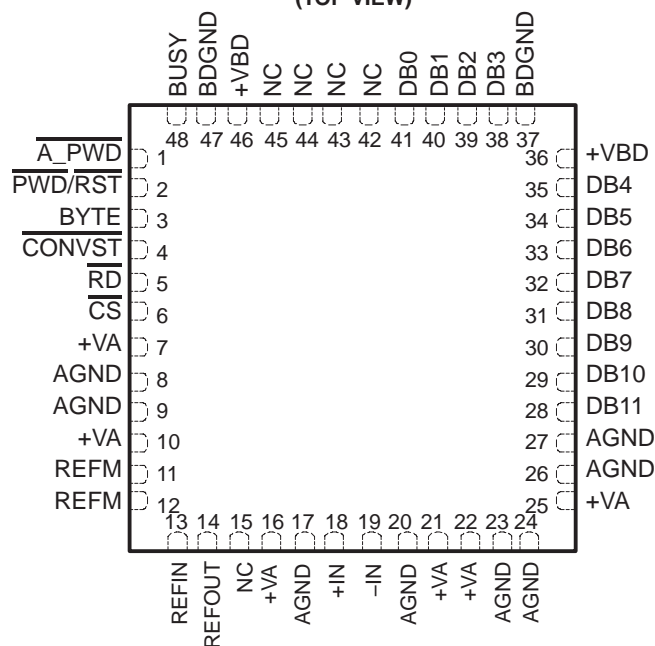 (TOP VIEW)
BUSY
BDGND
+VBD
NC
NC
NC
NC
DB0
DB1
DB2
DB3
BDGND
48 47 46 45 44 43 42 41 40 39 38 37
A_PWD 1
PWD/RST 2
BYTE 3
CONVST 4
RD 5
CS 6
+VA 7
AGND 8
AGND 9
+VA 10
REFM 11
REFM 12
36 +VBD
35 DB4
34 DB5
33 DB6
32 DB7
31 DB8
30 DB9
29 DB10
28 DB11
27 AGND
26 AGND
25 +VA
13 14 15 16 17 18 19 20 21 22 23 24
REFIN
REFOUT
NC
+VA
AGND
+IN
–IN
AGND
+VA
+VA
AGND
AGND